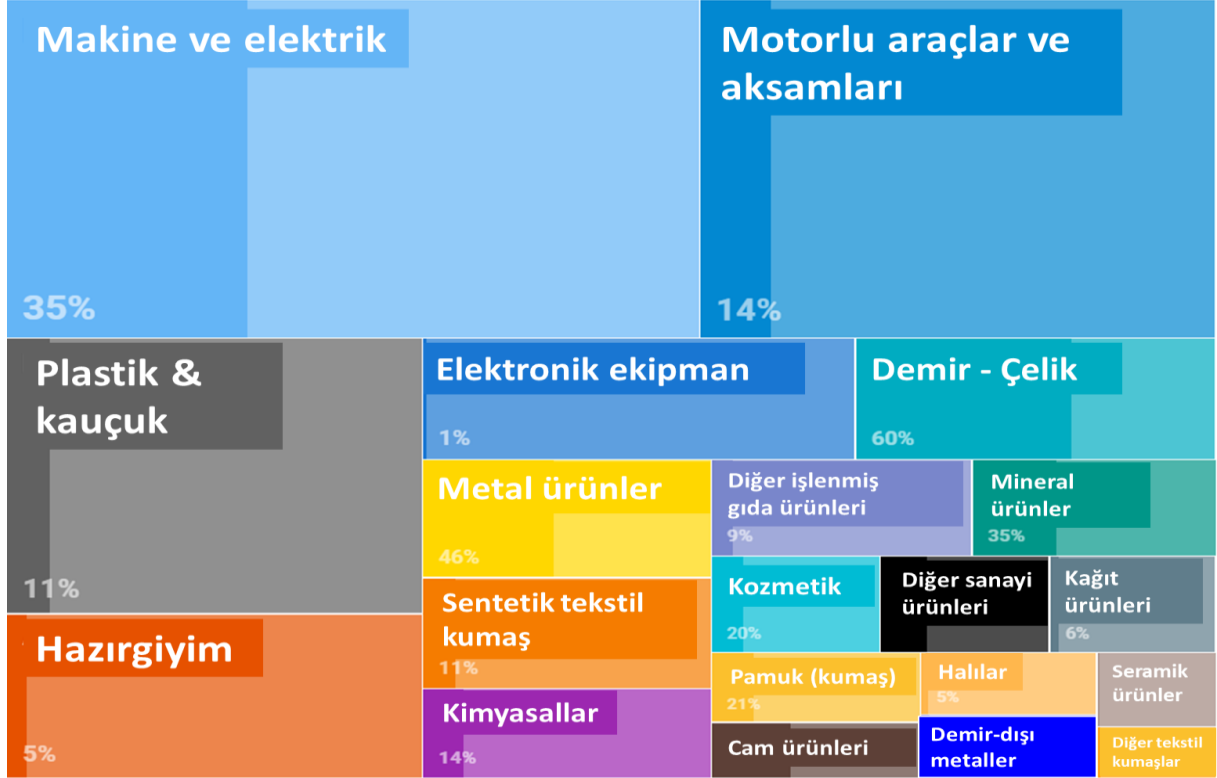 Makine ve elektrik
35%
Motorlu araçlar ve
aksamları
14%
Plastik &
kauçuk
11%
Hazırgiyim
5%
Elektronik ekipman
1%
Demir - Çelik
60%
Metal ürünler
46%
Diğer işlenmiş
gıda ürünleri
9%
Mineral
ürünler
35%
Sentetik tekstil
kumaş
11%
Kimyasallar
14%
Kozmetik
20%
Diğer sanayi
ürünleri
Kağıt
ürünleri
6%
Pamuk (kumaş)
21%
Halılar
5%
Seramik
ürünler
Cam ürünleri
Demir-dışı
metaller
Diğer tekstil
kumaşlar